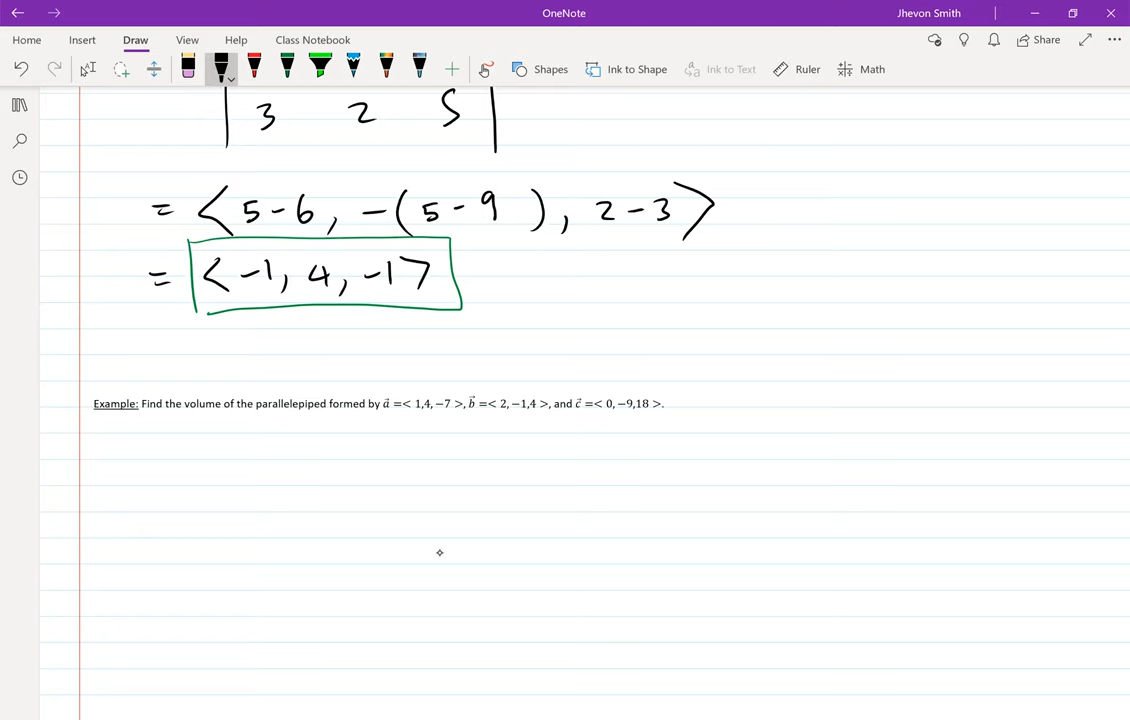 OneNote
Jhevon Smith
Home Insert Draw View Help Class Notebook
Share
Shapes Ink to Shape Ink to Text Ruler Math
| 3 2 5 |
= < 5-6, -(5-9), 2-3 >
= < -1, 4, -1 >
Example: Find the volume of the parallelepiped formed by a⃗ =< 1,4, −7 >, b⃗ =< 2, −1,4 >, and c⃗ =< 0, −9,18 >.